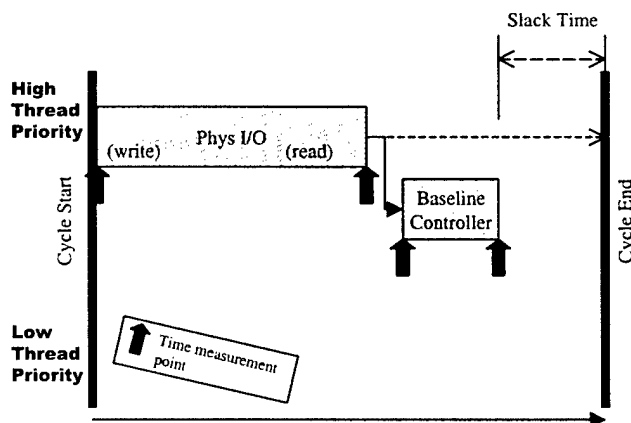 Slack Time
High
Thread
Priority
Phys I/O
(write) (read)
Baseline
Controller
Cycle Start
Cycle End
Low
Thread
Priority
Time measurement
point